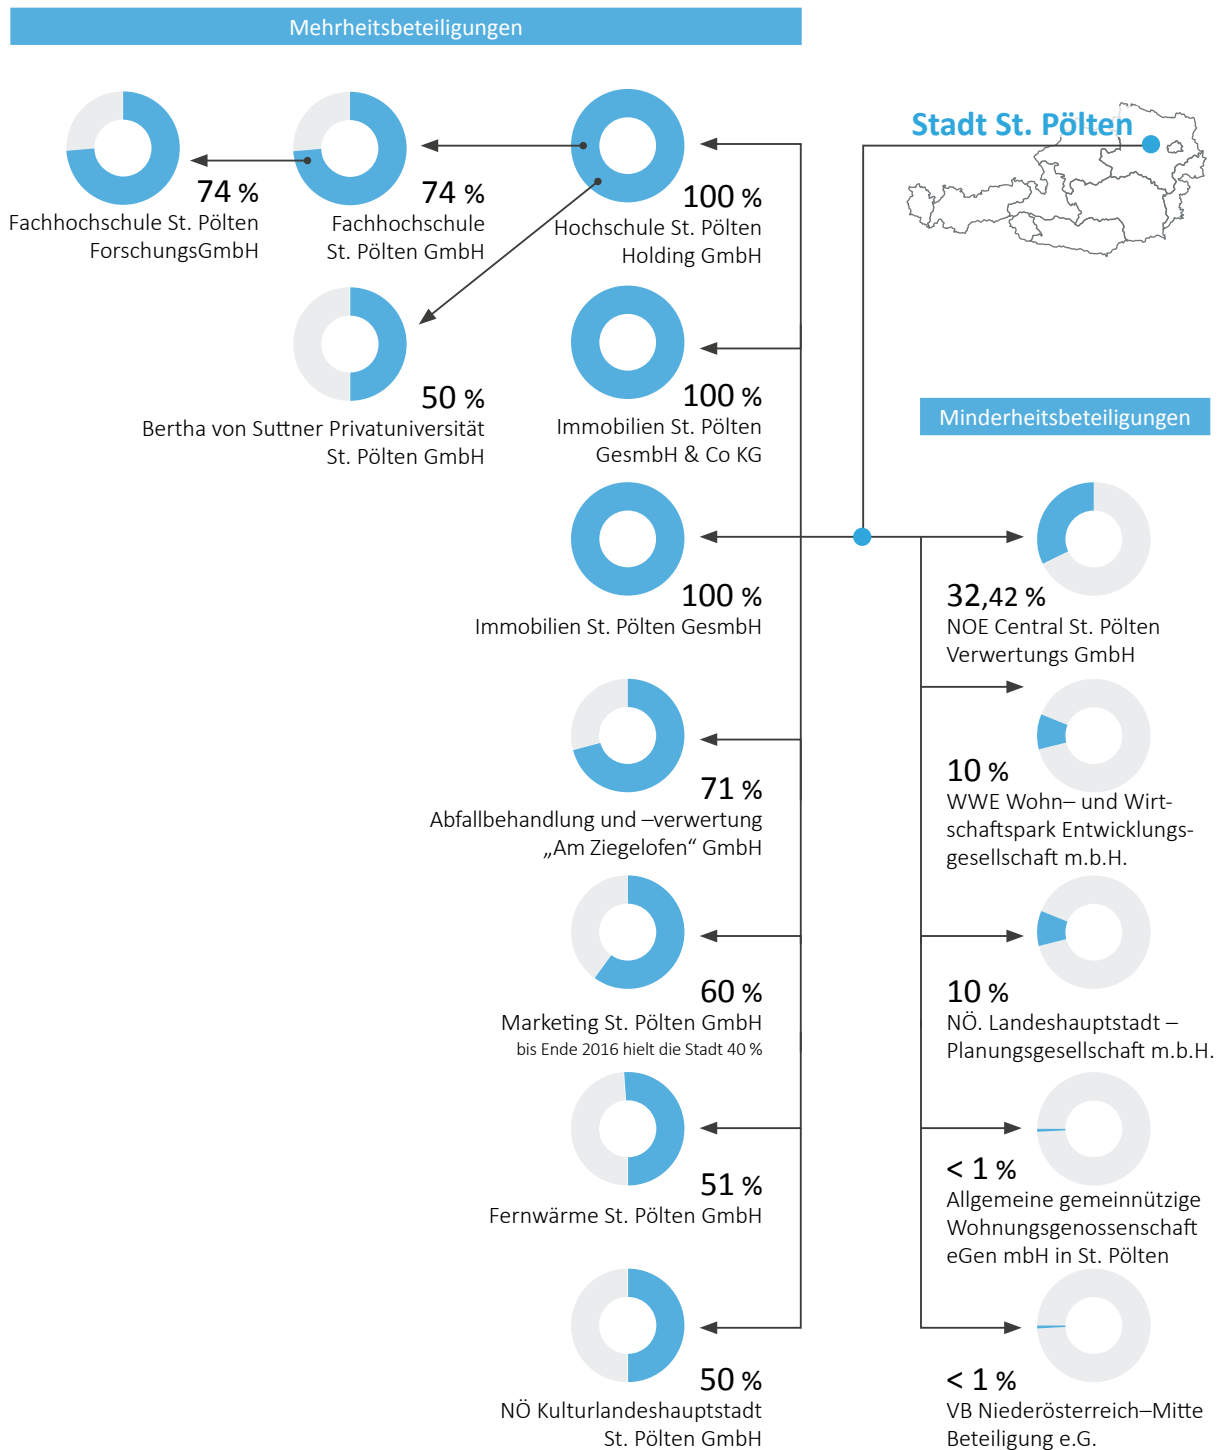 Mehrheitsbeteiligungen
Stadt St. Pölten
74 %
Fachhochschule St. Pölten
ForschungsGmbH
74 %
Fachhochschule
St. Pölten GmbH
100 %
Hochschule St. Pölten
Holding GmbH
50 %
Bertha von Suttner Privatuniversität
St. Pölten GmbH
100 %
Immobilien St. Pölten
GesmbH & Co KG
100 %
Immobilien St. Pölten GesmbH
71 %
Abfallbehandlung und –verwertung
„Am Ziegelofen“ GmbH
60 %
Marketing St. Pölten GmbH
bis Ende 2016 hielt die Stadt 40 %
51 %
Fernwärme St. Pölten GmbH
50 %
NÖ Kulturlandeshauptstadt
St. Pölten GmbH
Minderheitsbeteiligungen
32,42 %
NOE Central St. Pölten
Verwertungs GmbH
10 %
WWE Wohn– und Wirt-
schaftspark Entwicklungs-
gesellschaft m.b.H.
10 %
NÖ. Landeshauptstadt –
Planungsgesellschaft m.b.H.
< 1 %
Allgemeine gemeinnützige
Wohnungsgenossenschaft
eGen mbH in St. Pölten
< 1 %
VB Niederösterreich–Mitte
Beteiligung e.G.